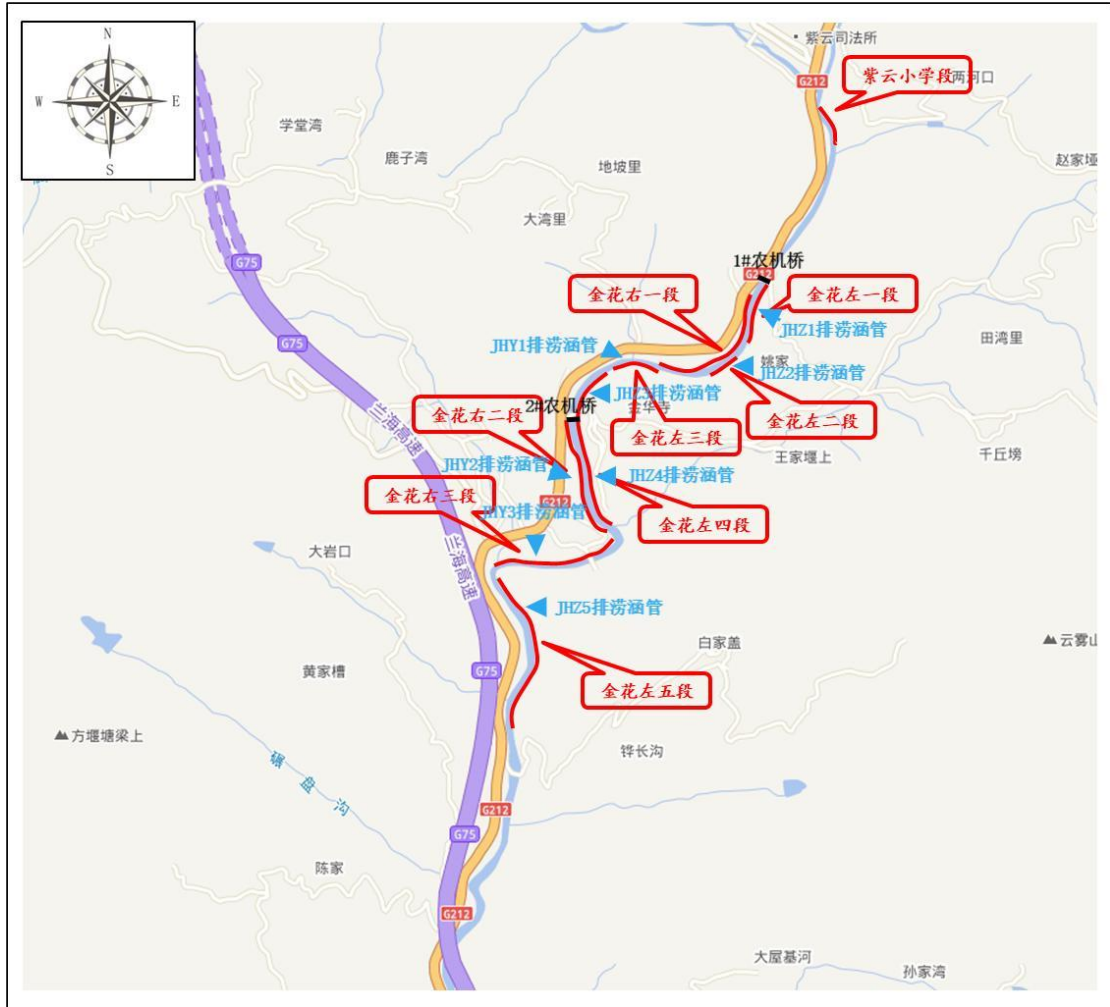 N
W
E
S
紫云司法所
G212
紫云小学段
两河口
学堂湾
鹿子湾
地坡里
赵家垭
大湾里
G75
1#农机桥
G212
金花右一段
金花左一段
JHZ1排涝涵管
田湾里
G75
JHY1排涝涵管
姚家
JHZ2排涝涵管
JHZ3排涝涵管
金华寺
2#农机桥
金花右二段
金花左三段
金花左二段
兰海高速
王家堰上
千丘塝
JHY2排涝涵管
JHZ4排涝涵管
金花右三段
G212
JHY3排涝涵管
金花左四段
大岩口
兰海高速
JHZ5排涝涵管
白家盖
云雾山
黄家槽
G75
金花左五段
方堰塘梁上
铧长沟
碾盘沟
G212
G75
陈家
G212
大屋基河
孙家湾